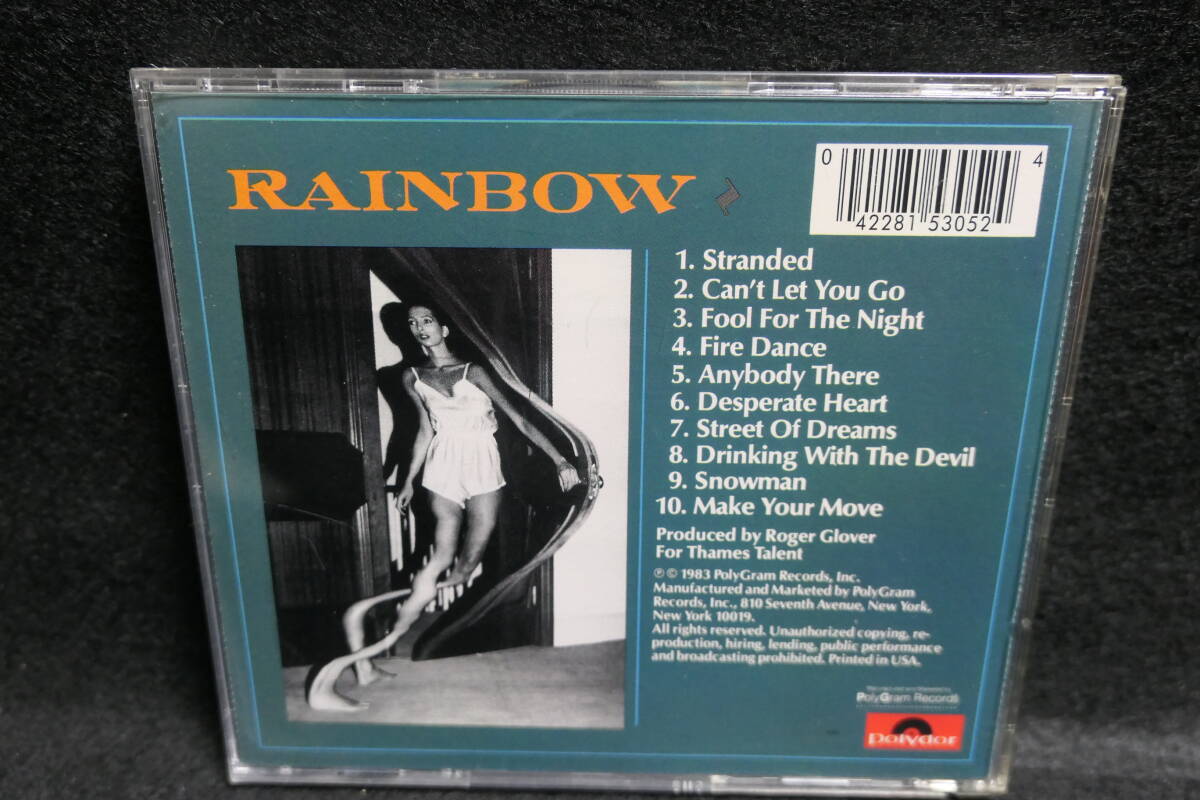 RAINBOW
0 42281 53052 4
1. Stranded
2. Can't Let You Go
3. Fool For The Night
4. Fire Dance
5. Anybody There
6. Desperate Heart
7. Street Of Dreams
8. Drinking With The Devil
9. Snowman
10. Make Your Move
Produced by Roger Glover
For Thames Talent
℗ © 1983 PolyGram Records, Inc.
Manufactured and Marketed by PolyGram
Records, Inc., 810 Seventh Avenue, New York,
New York 10019.
All rights reserved. Unauthorized copying, re-
production, hiring, lending, public performance
and broadcasting prohibited. Printed in USA.
Manufactured and Marketed by
PolyGram Records
polydor